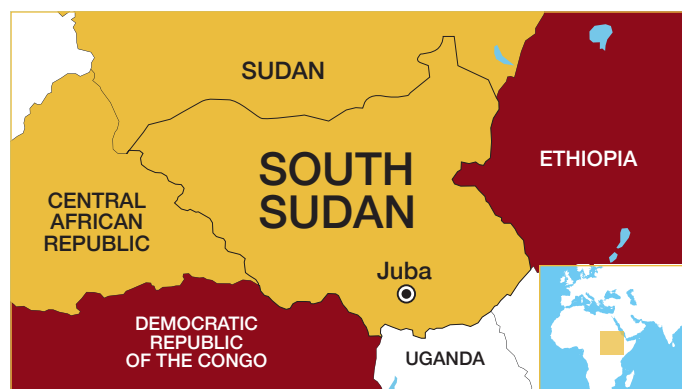 SUDAN
SOUTH
SUDAN
ETHIOPIA
CENTRAL
AFRICAN
REPUBLIC
Juba
DEMOCRATIC
REPUBLIC
OF THE CONGO
UGANDA